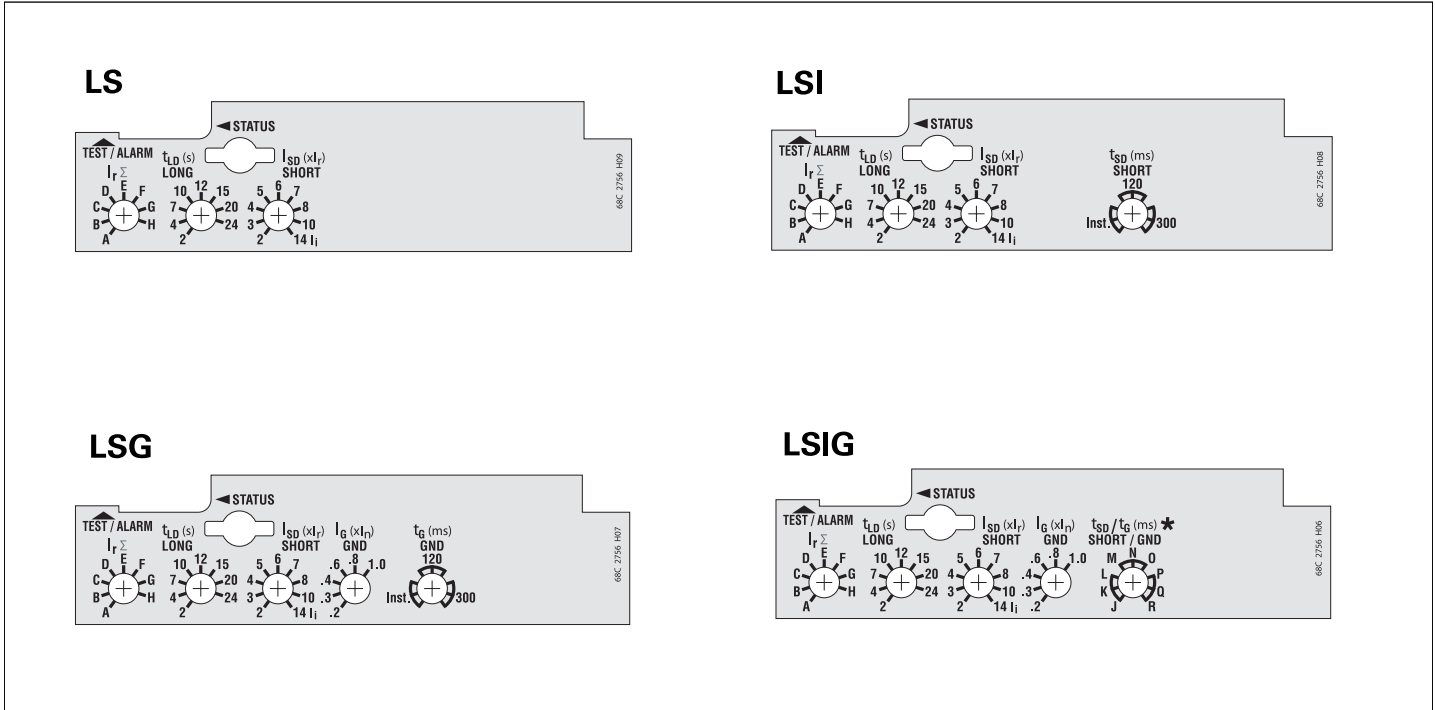 LS
◄ STATUS
TEST / ALARM
tLD (s)
LONG
ISD (xIr)
SHORT
Ir Σ
A B C D E F G H
2 4 7 10 12 15 20 24
2 3 4 5 6 7 8 10 14 Ii
68C 2756 H09
LSI
◄ STATUS
TEST / ALARM
tLD (s)
LONG
ISD (xIr)
SHORT
tSD (ms)
SHORT
Ir Σ
A B C D E F G H
2 4 7 10 12 15 20 24
2 3 4 5 6 7 8 10 14 Ii
Inst. 120 300
68C 2756 H08
LSG
◄ STATUS
TEST / ALARM
tLD (s)
LONG
ISD (xIr)
SHORT
IG (xIn)
GND
tG (ms)
GND
Ir Σ
A B C D E F G H
2 4 7 10 12 15 20 24
2 3 4 5 6 7 8 10 14 Ii
.2 .3 .4 .6 .8 1.0
Inst. 120 300
68C 2756 H07
LSIG
◄ STATUS
TEST / ALARM
tLD (s)
LONG
ISD (xIr)
SHORT
IG (xIn)
GND
tSD / tG (ms) *
SHORT / GND
Ir Σ
A B C D E F G H
2 4 7 10 12 15 20 24
2 3 4 5 6 7 8 10 14 Ii
.2 .3 .4 .6 .8 1.0
J K L M N O P Q R
68C 2756 H06